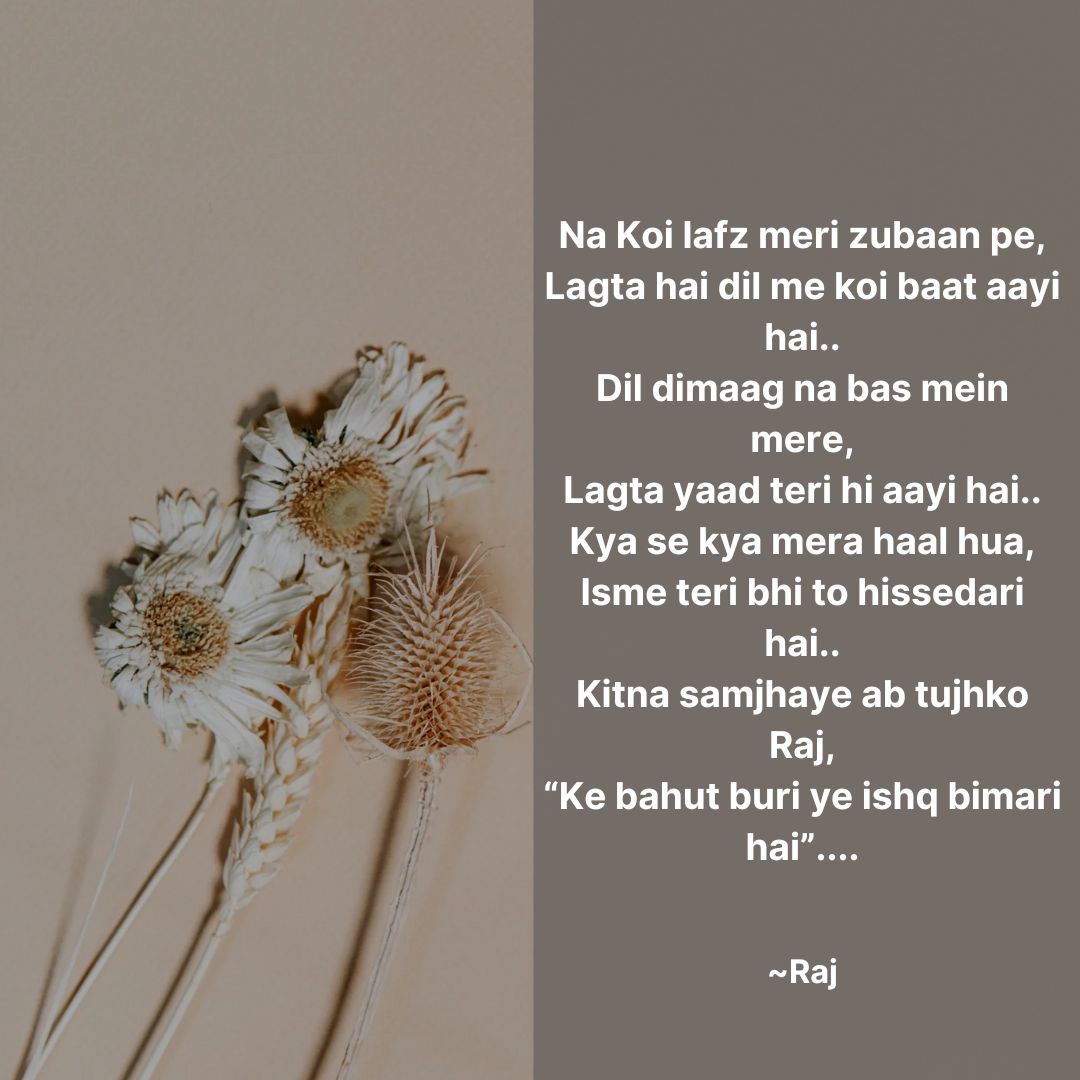 Na Koi lafz meri zubaan pe,
Lagta hai dil me koi baat aayi
hai..
Dil dimaag na bas mein
mere,
Lagta yaad teri hi aayi hai..
Kya se kya mera haal hua,
Isme teri bhi to hissedari
hai..
Kitna samjhaye ab tujhko
Raj,
“Ke bahut buri ye ishq bimari
hai”....
~Raj